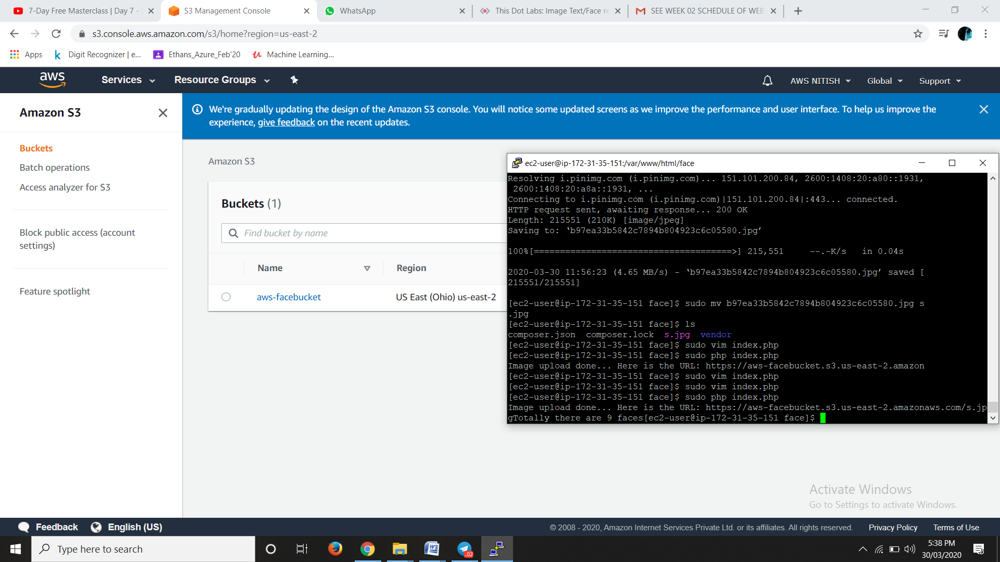 7-Day Free Masterclass | Day 7 -
S3 Management Console
WhatsApp
This Dot Labs: Image Text/Face re
SEE WEEK 02 SCHEDULE OF WEB
s3.console.aws.amazon.com/s3/home?region=us-east-2
Apps
Digit Recognizer | e...
Ethans_Azure_Feb'20
Machine Learning...
aws
Services
Resource Groups
AWS NITISH
Global
Support
Amazon S3
Buckets
Batch operations
Access analyzer for S3
Block public access (account
settings)
Feature spotlight
We're gradually updating the design of the Amazon S3 console. You will notice some updated screens as we improve the performance and user interface. To help us improve the
experience, give feedback on the recent updates.
Amazon S3
Buckets (1)
Find bucket by name
Name
Region
aws-facebucket
US East (Ohio) us-east-2
ec2-user@ip-172-31-35-151:/var/www/html/face
Resolving i.pinimg.com (i.pinimg.com)... 151.101.200.84, 2600:1408:20:a80::1931,
2600:1408:20:a8a::1931, ...
Connecting to i.pinimg.com (i.pinimg.com)|151.101.200.84|:443... connected.
HTTP request sent, awaiting response... 200 OK
Length: 215551 (210K) [image/jpeg]
Saving to: ‘b97ea33b5842c7894b804923c6c05580.jpg’
100%[======================================>] 215,551     --.-K/s   in 0.04s
2020-03-30 11:56:23 (4.65 MB/s) - ‘b97ea33b5842c7894b804923c6c05580.jpg’ saved [
215551/215551]
[ec2-user@ip-172-31-35-151 face]$ sudo mv b97ea33b5842c7894b804923c6c05580.jpg s
.jpg
[ec2-user@ip-172-31-35-151 face]$ ls
composer.json  composer.lock  s.jpg  vendor
[ec2-user@ip-172-31-35-151 face]$ sudo vim index.php
[ec2-user@ip-172-31-35-151 face]$ sudo php index.php
Image upload done... Here is the URL: https://aws-facebucket.s3.us-east-2.amazon
[ec2-user@ip-172-31-35-151 face]$ sudo vim index.php
[ec2-user@ip-172-31-35-151 face]$ sudo vim index.php
[ec2-user@ip-172-31-35-151 face]$ sudo php index.php
Image upload done... Here is the URL: https://aws-facebucket.s3.us-east-2.amazonaws.com/s.jp
gTotally there are 9 faces[ec2-user@ip-172-31-35-151 face]$
Activate Windows
Go to Settings to activate Windows.
Feedback
English (US)
© 2008 - 2020, Amazon Internet Services Private Ltd. or its affiliates. All rights reserved.
Privacy Policy
Terms of Use
Type here to search
..02
5:38 PM
30/03/2020